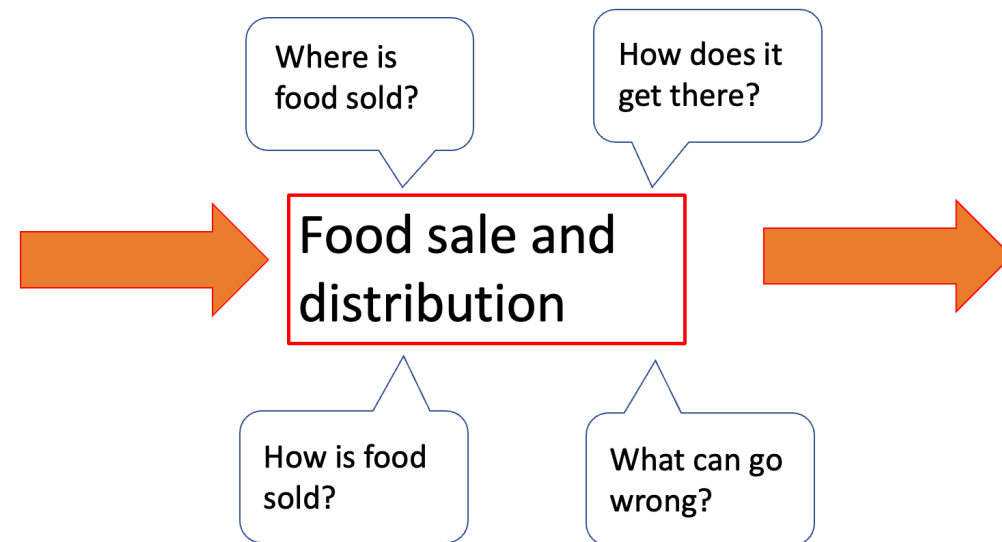 Where is
food sold?
How does it
get there?
Food sale and
distribution
How is food
sold?
What can go
wrong?